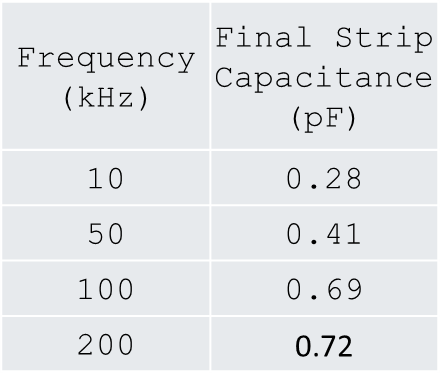 Frequency
(kHz)
Final Strip
Capacitance
(pF)
10 0.28
50 0.41
100 0.69
200 0.72